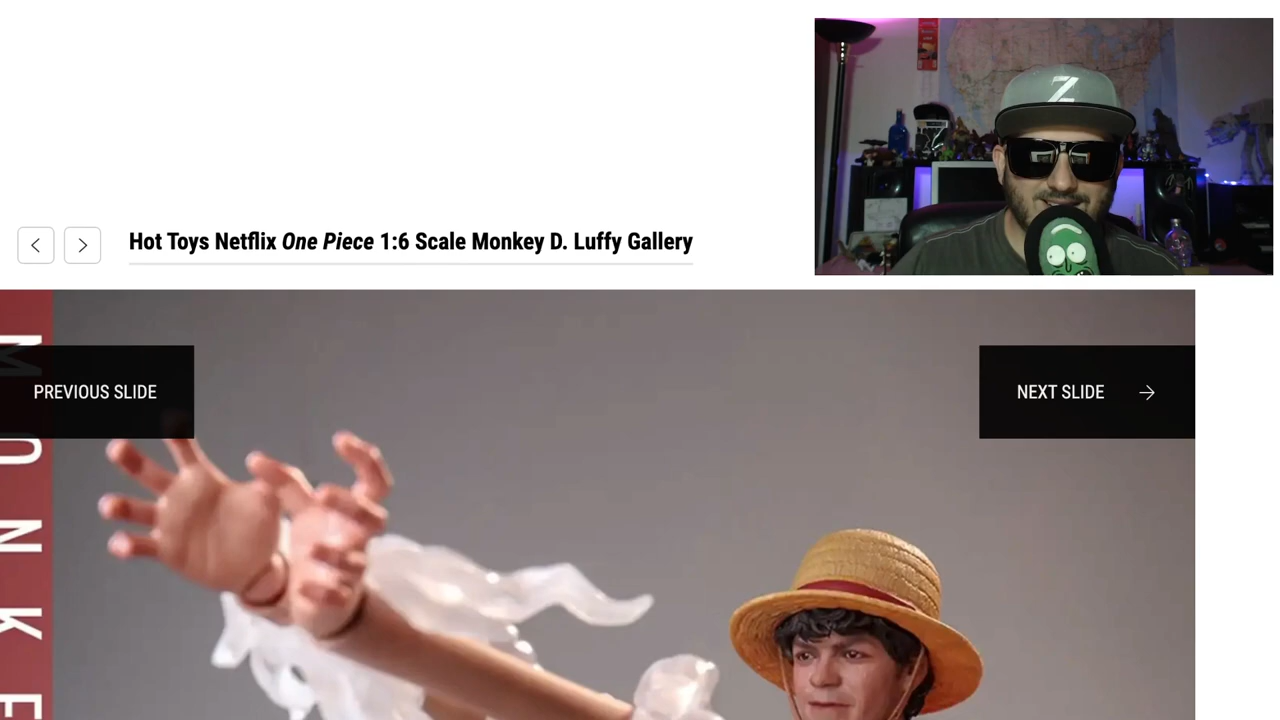 Z
Hot Toys Netflix One Piece 1:6 Scale Monkey D. Luffy Gallery
PREVIOUS SLIDE
NEXT SLIDE
M
O
N
K
E